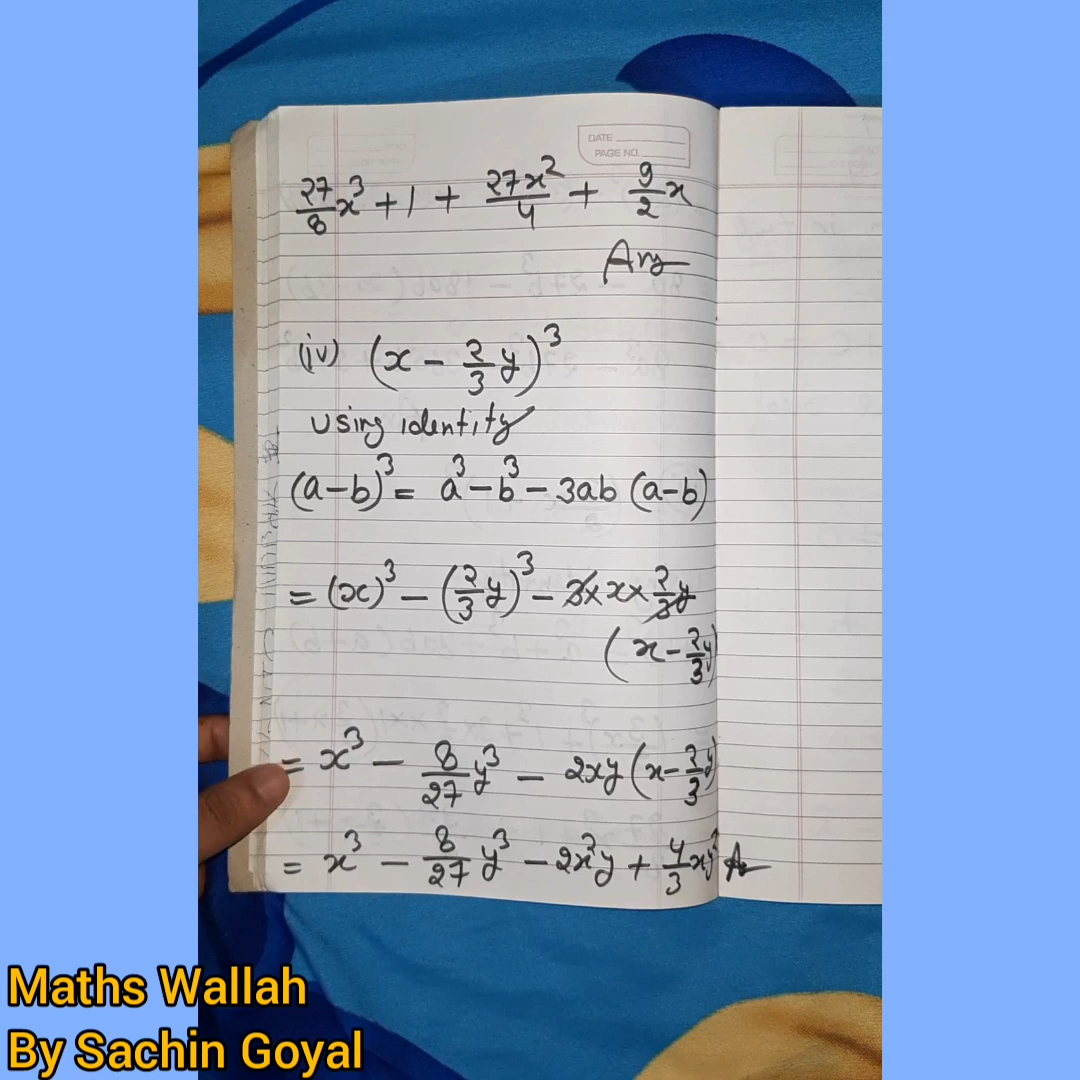 DATE
PAGE NO.
27/8 x³ + 1 + 27x²/4 + 9/2 x
Ans
(iv) (x - 2/3 y)³
using identity
(a-b)³ = a³ - b³ - 3ab (a-b)
= (x)³ - (2/3 y)³ - 3 × x × 2/3 y
(x - 2/3 y)
= x³ - 8/27 y³ - 2xy (x - 2/3 y)
= x³ - 8/27 y³ - 2x²y + 4/3 xy² A
Maths Wallah
By Sachin Goyal